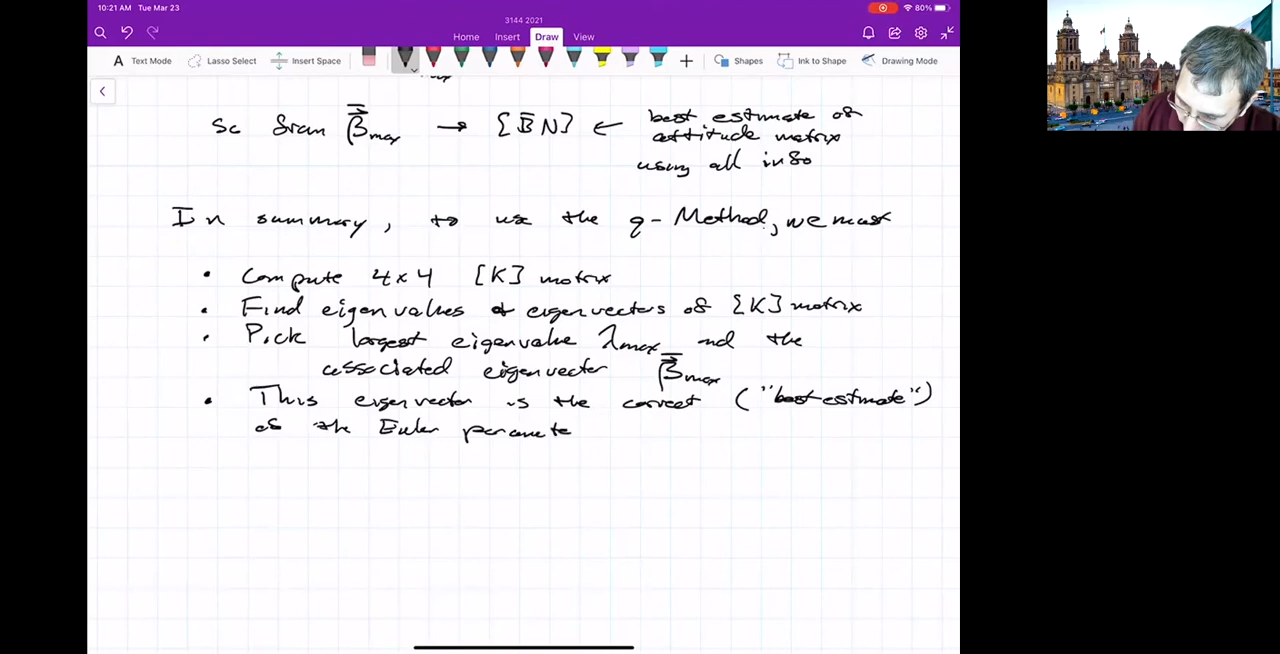 10:21 AM Tue Mar 23
80%
3144 2021
Home Insert Draw View
Text Mode Lasso Select Insert Space Shapes Ink to Shape Drawing Mode
So from β̄max → [B̄N] ← best estimate of
attitude matrix
using all info
In summary, to use the q-Method, we must
• Compute 4x4 [K] matrix
• Find eigenvalues & eigenvectors of [K] matrix
• Pick largest eigenvalue λmax and the
associated eigenvector β̄max
• This eigenvector is the correct ("best estimate")
of the Euler paramete